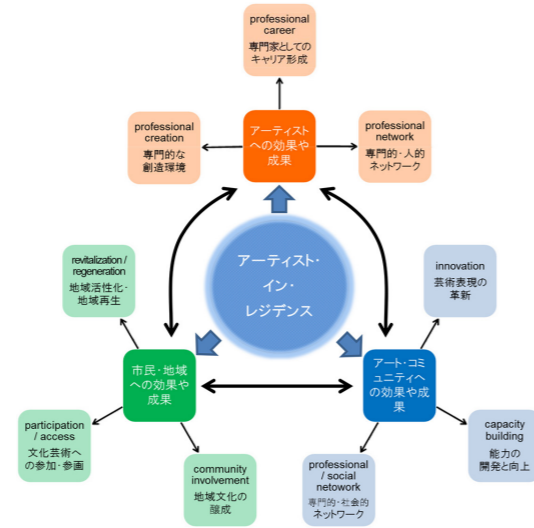 professional
career
専門家としての
キャリア形成
professional
creation
専門的な
創造環境
アーティスト
への効果や
成果
professional
network
専門的・人的
ネットワーク
アーティスト・
イン・
レジデンス
revitalization /
regeneration
地域活性化・
地域再生
innovation
芸術表現の
革新
市民・地域
への効果や
成果
アート・コミ
ュニティへ
の効果や成
果
participation
/ access
文化芸術へ
の参加・参画
community
involvement
地域文化の
醸成
professional
/ social
netowork
専門的・社会的
ネットワーク
capacity
building
能力の
開発と向上